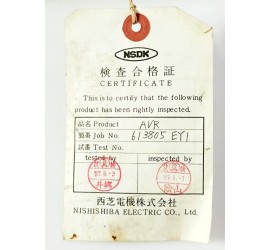 NSDK
検査合格証
CERTIFICATE
This is to certify that the following
product has been rightly inspected.
品名 Product AVR
製番 Job No. 613805 EY1
試番 Test No.
tested by inspected by
西芝電機株式会社
NISHISHIBA ELECTRIC CO., LTD.